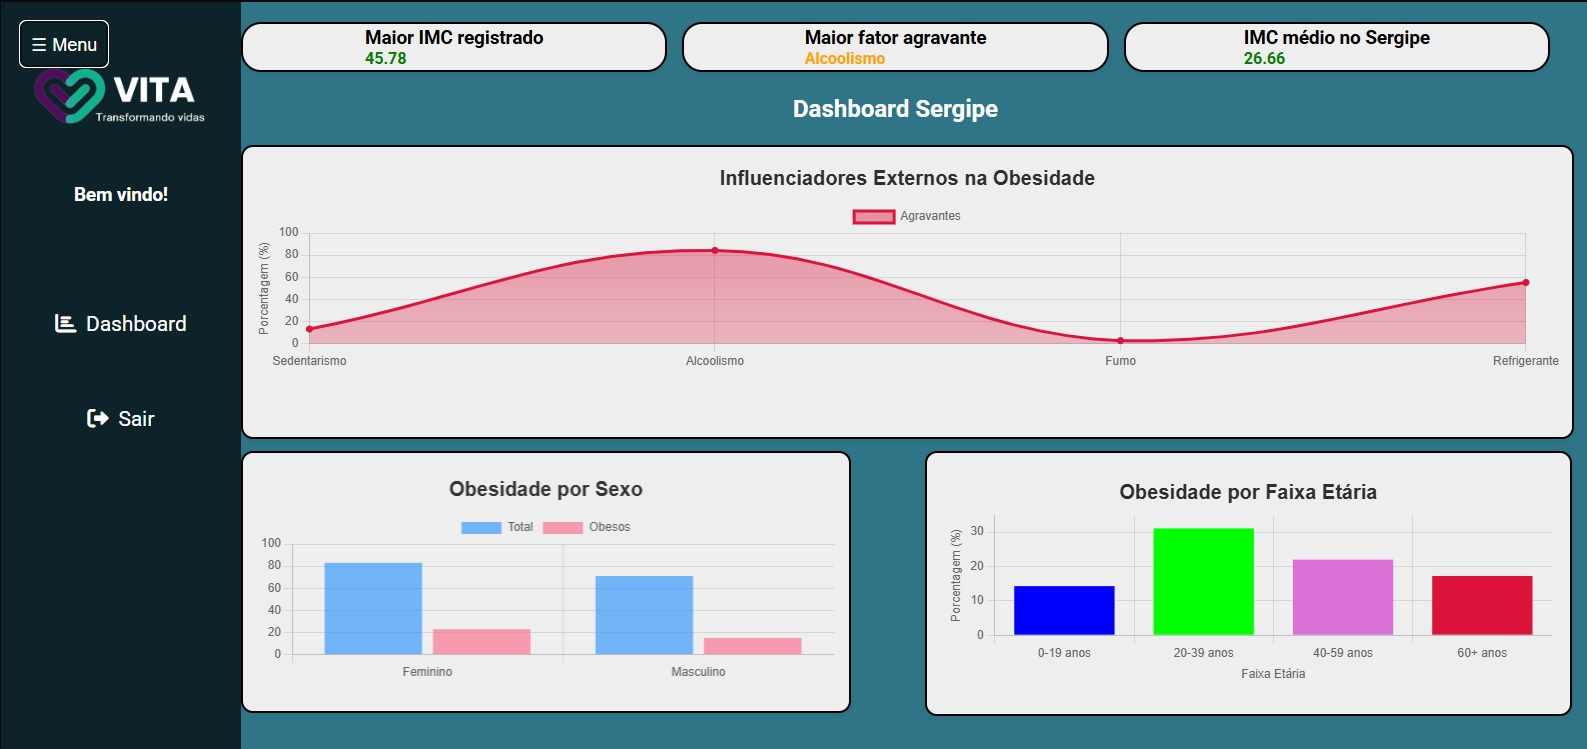 ☰ Menu
VITA
Transformando vidas
Bem vindo!
Dashboard
Sair
Maior IMC registrado
45.78
Maior fator agravante
Alcoolismo
IMC médio no Sergipe
26.66
Dashboard Sergipe
Influenciadores Externos na Obesidade
Agravantes
Porcentagem (%)
100
80
60
40
20
0
Sedentarismo Alcoolismo Fumo Refrigerante
Obesidade por Sexo
Total Obesos
100
80
60
40
20
0
Feminino Masculino
Obesidade por Faixa Etária
Porcentagem (%)
30
20
10
0
0-19 anos 20-39 anos 40-59 anos 60+ anos
Faixa Etária